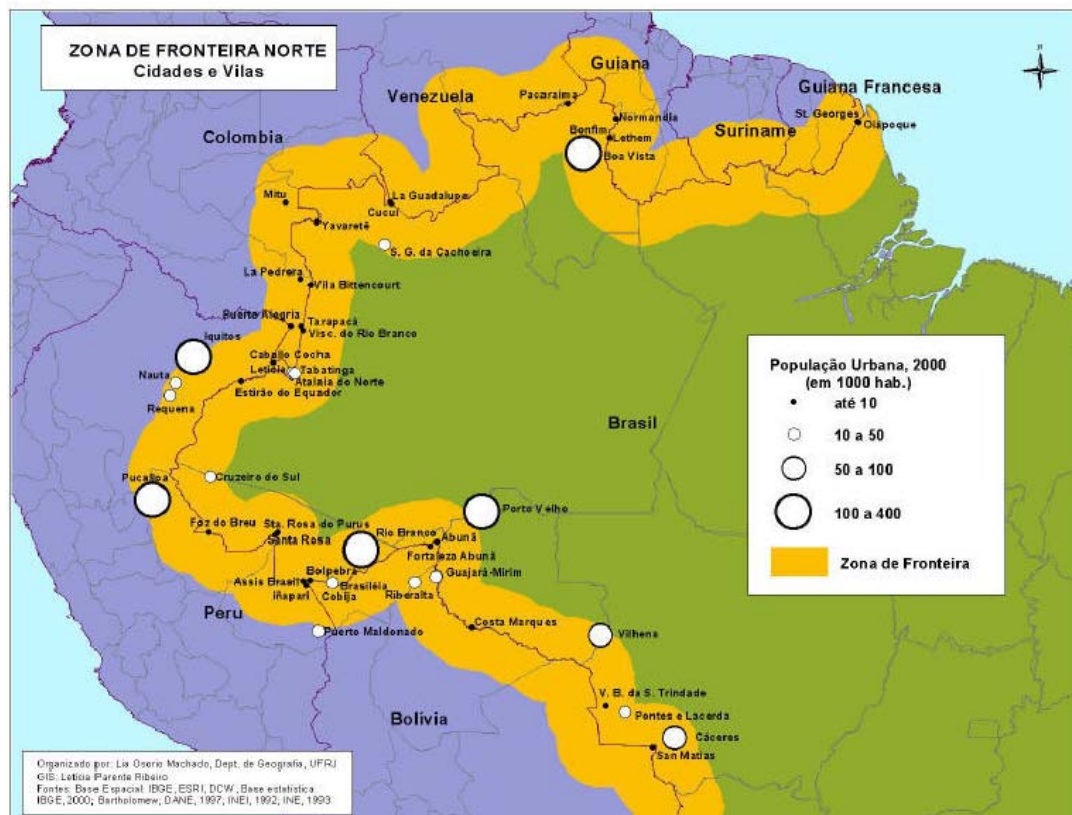 ZONA DE FRONTEIRA NORTE
Cidades e Vilas
Guiana
Venezuela
Pacaraima
Guiana Francesa
Normandia
St. Georges
Colombia
Suriname
Oiapoque
Bonfim
Lethem
Boa Vista
Mitu
La Guadalupe
Cucuí
Yavaretê
S. G. da Cachoeira
La Pedrera
Vila Bittencourt
Puerto Alegria
Tarapacá
Visc. do Rio Branco
Iquitos
Caballo Cocha
Leticia
Tabatinga
Nauta
Atalaia do Norte
Estirão do Equador
Requena
Brasil
Pucallpa
Cruzeiro do Sul
Porto Velho
Foz do Breu
Sta. Rosa do Purus
Rio Branco
Santa Rosa
Abunã
Fortaleza Abunã
Guajará-Mirim
Bolpebra
Assis Brasil
Brasiléia
Iñapari
Cobija
Riberalta
Peru
Puerto Maldonado
Costa Marques
Vilhena
V. B. da S. Trindade
Pontes e Lacerda
Bolívia
Cáceres
San Matias
População Urbana, 2000
(em 1000 hab.)
até 10
10 a 50
50 a 100
100 a 400
Zona de Fronteira
Organizado por: Lia Osorio Machado, Dept. de Geografia, UFRJ
GIS: Leticia Parente Ribeiro
Fontes: Base Espacial: IBGE, ESRI, DCW, Base estatística
IBGE, 2000; Bartholomew; DANE, 1997; INEI, 1992; INE, 1993